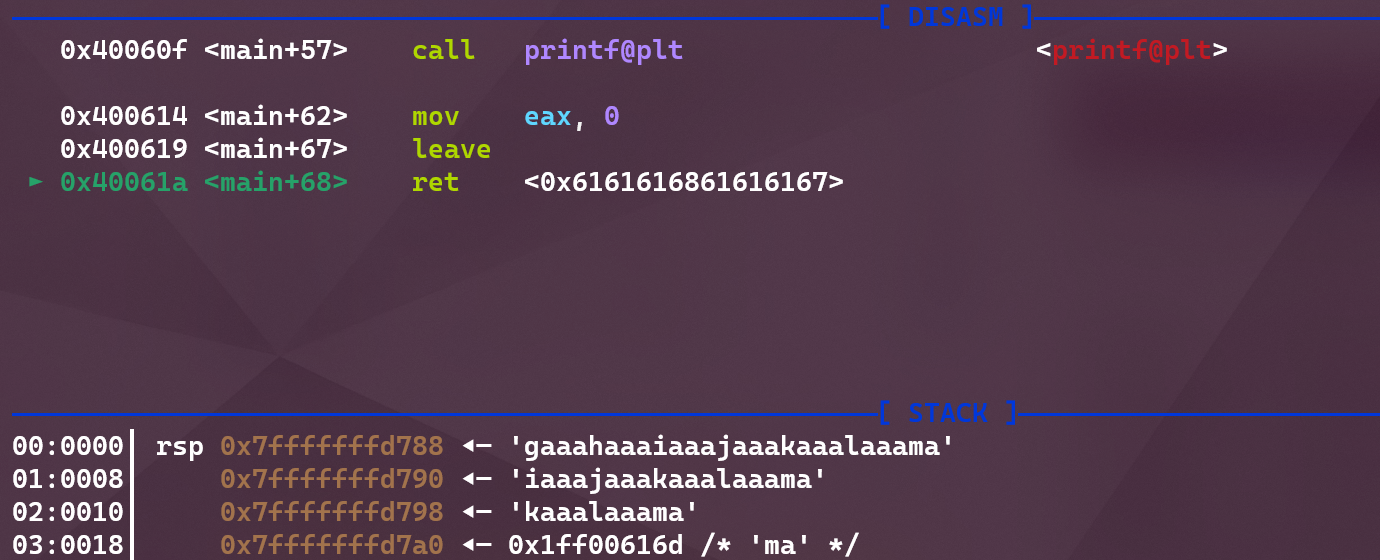 [ DISASM ]
0x40060f <main+57> call printf@plt <printf@plt>
0x400614 <main+62> mov eax, 0
0x400619 <main+67> leave
► 0x40061a <main+68> ret <0x6161616861616167>
[ STACK ]
00:0000│ rsp 0x7fffffffd788 ◂— 'gaaahaaaiaaajaaakaaalaaama'
01:0008│ 0x7fffffffd790 ◂— 'iaaajaaakaaalaaama'
02:0010│ 0x7fffffffd798 ◂— 'kaaalaaama'
03:0018│ 0x7fffffffd7a0 ◂— 0x1ff00616d /* 'ma' */